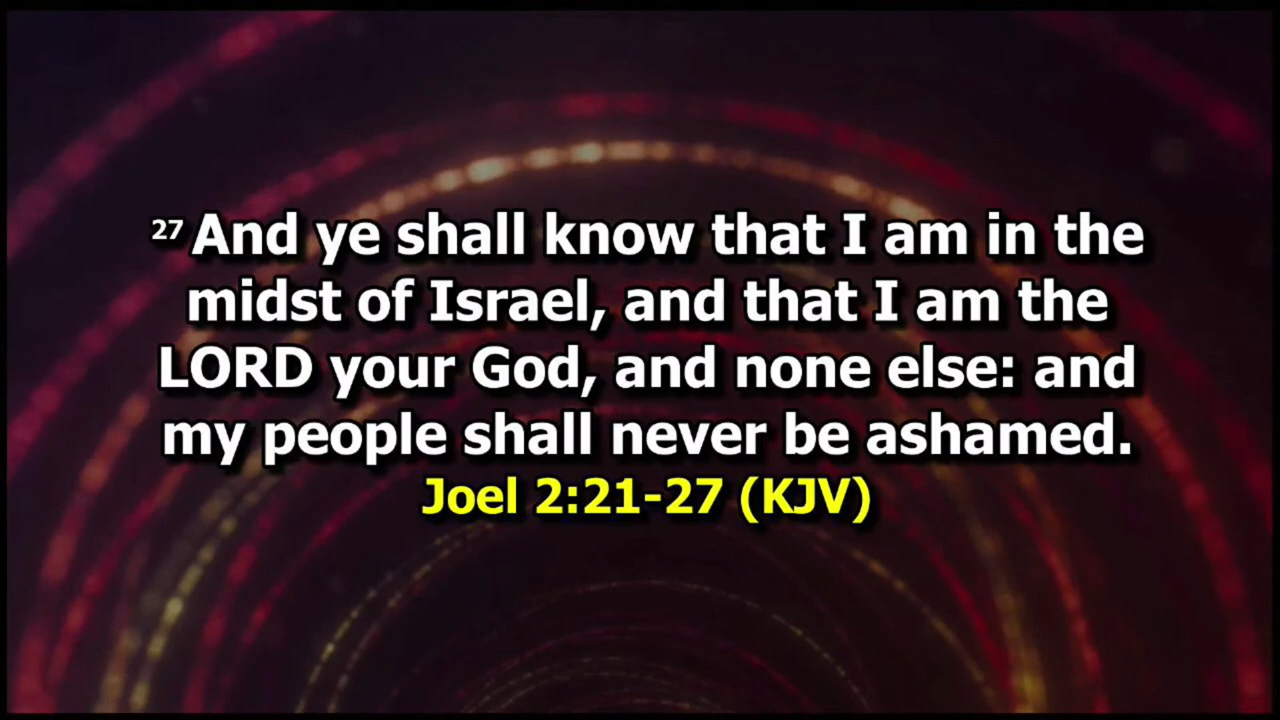 27 And ye shall know that I am in the
midst of Israel, and that I am the
LORD your God, and none else: and
my people shall never be ashamed.
Joel 2:21-27 (KJV)